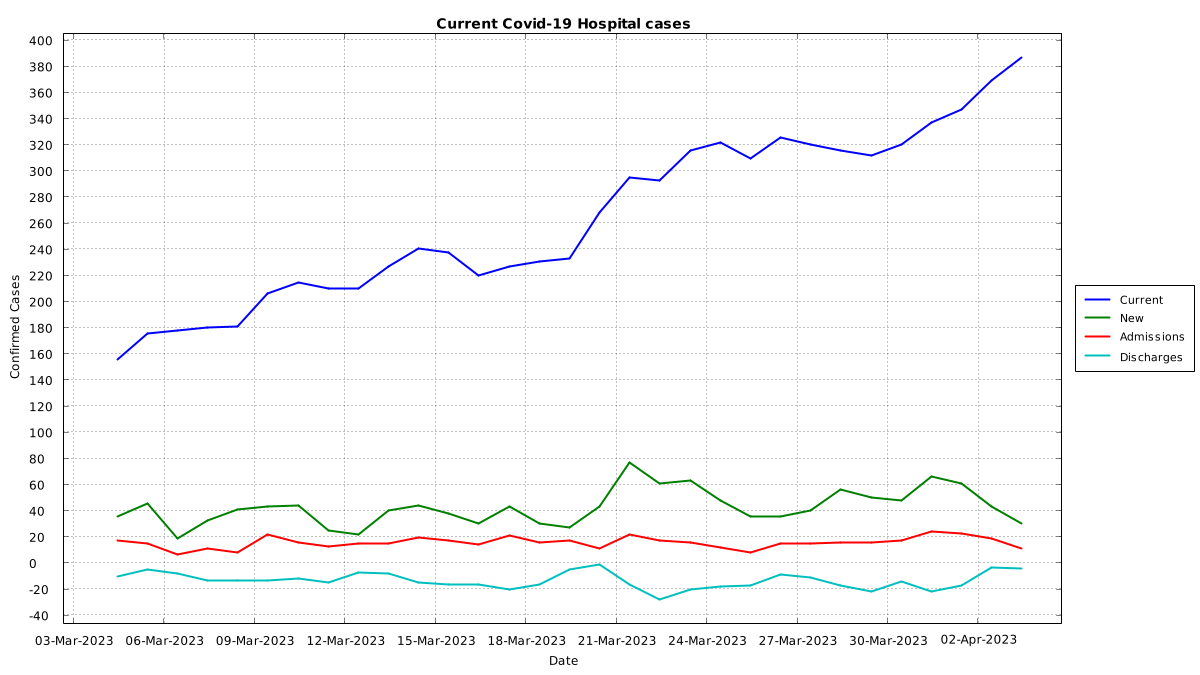 Current Covid-19 Hospital cases
400
380
360
340
320
300
280
260
240
220
200
180
160
140
120
100
80
60
40
20
0
-20
-40
Confirmed Cases
03-Mar-2023 06-Mar-2023 09-Mar-2023 12-Mar-2023 15-Mar-2023 18-Mar-2023 21-Mar-2023 24-Mar-2023 27-Mar-2023 30-Mar-2023 02-Apr-2023
Date
Current
New
Admissions
Discharges